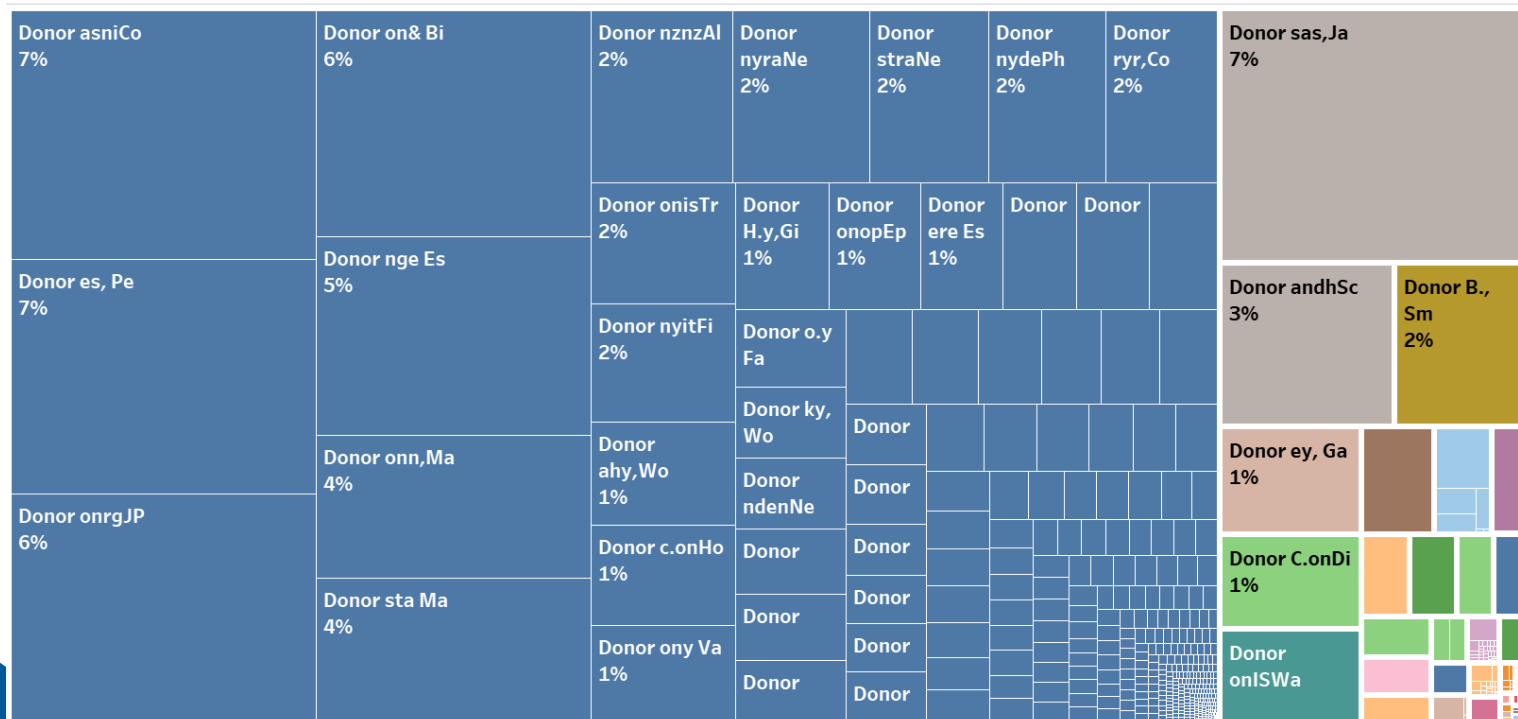 Donor asniCo
7%
Donor es, Pe
7%
Donor onrgJP
6%
Donor on& Bi
6%
Donor nge Es
5%
Donor onn,Ma
4%
Donor sta Ma
4%
Donor nznzAl
2%
Donor
nyraNe
2%
Donor
straNe
2%
Donor
nydePh
2%
Donor
ryr,Co
2%
Donor onisTr
2%
Donor nyitFi
2%
Donor
ahy,Wo
1%
Donor c.onHo
1%
Donor ony Va
1%
Donor
H.y,Gi
1%
Donor
onopEp
1%
Donor
ere Es
1%
Donor
Donor
Donor o.y
Fa
Donor ky,
Wo
Donor
ndenNe
Donor
Donor
Donor
Donor
Donor
Donor
Donor
Donor
Donor
Donor sas,Ja
7%
Donor andhSc
3%
Donor B.,
Sm
2%
Donor ey, Ga
1%
Donor C.onDi
1%
Donor
onISWa